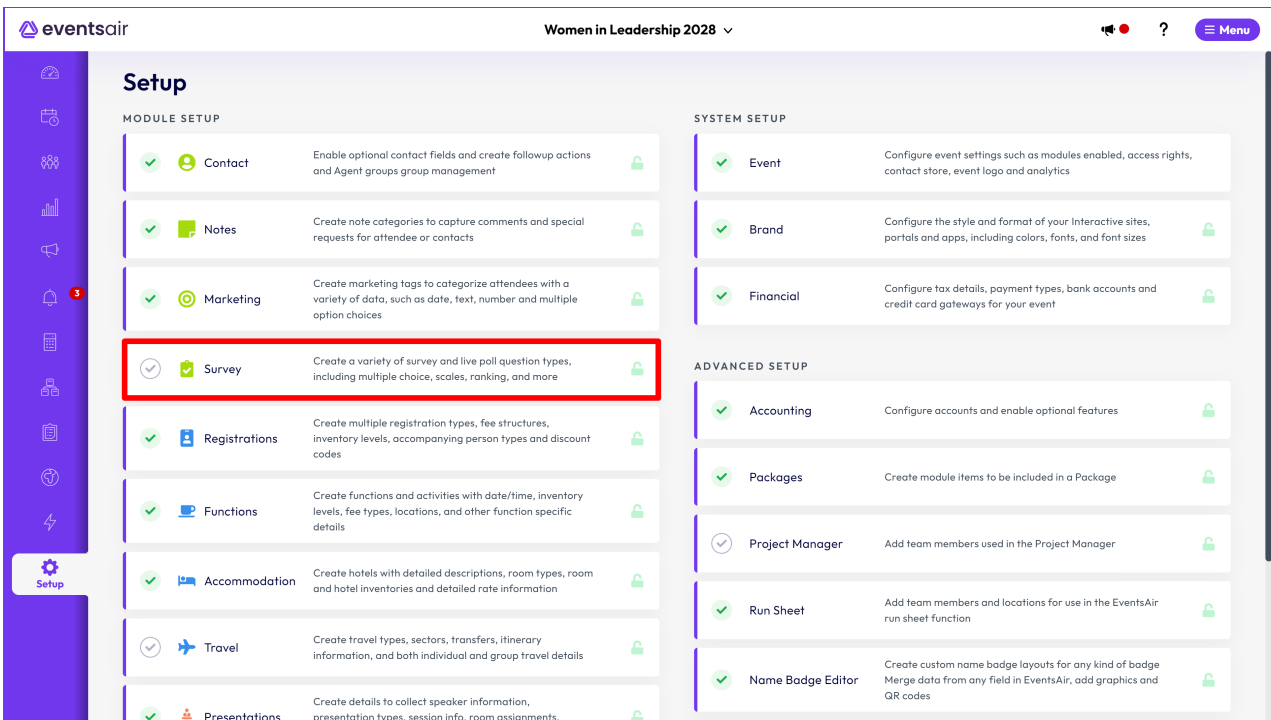 eventsair
Women in Leadership 2028
?
Menu
Setup
MODULE SETUP
Contact
Enable optional contact fields and create followup actions
and Agent groups group management
Notes
Create note categories to capture comments and special
requests for attendee or contacts
Marketing
Create marketing tags to categorize attendees with a
variety of data, such as date, text, number and multiple
option choices
Survey
Create a variety of survey and live poll question types,
including multiple choice, scales, ranking, and more
Registrations
Create multiple registration types, fee structures,
inventory levels, accompanying person types and discount
codes
Functions
Create functions and activities with date/time, inventory
levels, fee types, locations, and other function specific
details
Accommodation
Create hotels with detailed descriptions, room types, room
and hotel inventories and detailed rate information
Travel
Create travel types, sectors, transfers, itinerary
information, and both individual and group travel details
Presentations
Create details to collect speaker information,
presentation types, session info, room assignments,
SYSTEM SETUP
Event
Configure event settings such as modules enabled, access rights,
contact store, event logo and analytics
Brand
Configure the style and format of your Interactive sites,
portals and apps, including colors, fonts, and font sizes
Financial
Configure tax details, payment types, bank accounts and
credit card gateways for your event
ADVANCED SETUP
Accounting
Configure accounts and enable optional features
Packages
Create module items to be included in a Package
Project Manager
Add team members used in the Project Manager
Run Sheet
Add team members and locations for use in the EventsAir
run sheet function
Name Badge Editor
Create custom name badge layouts for any kind of badge
Merge data from any field in EventsAir, add graphics and
QR codes
3
Setup